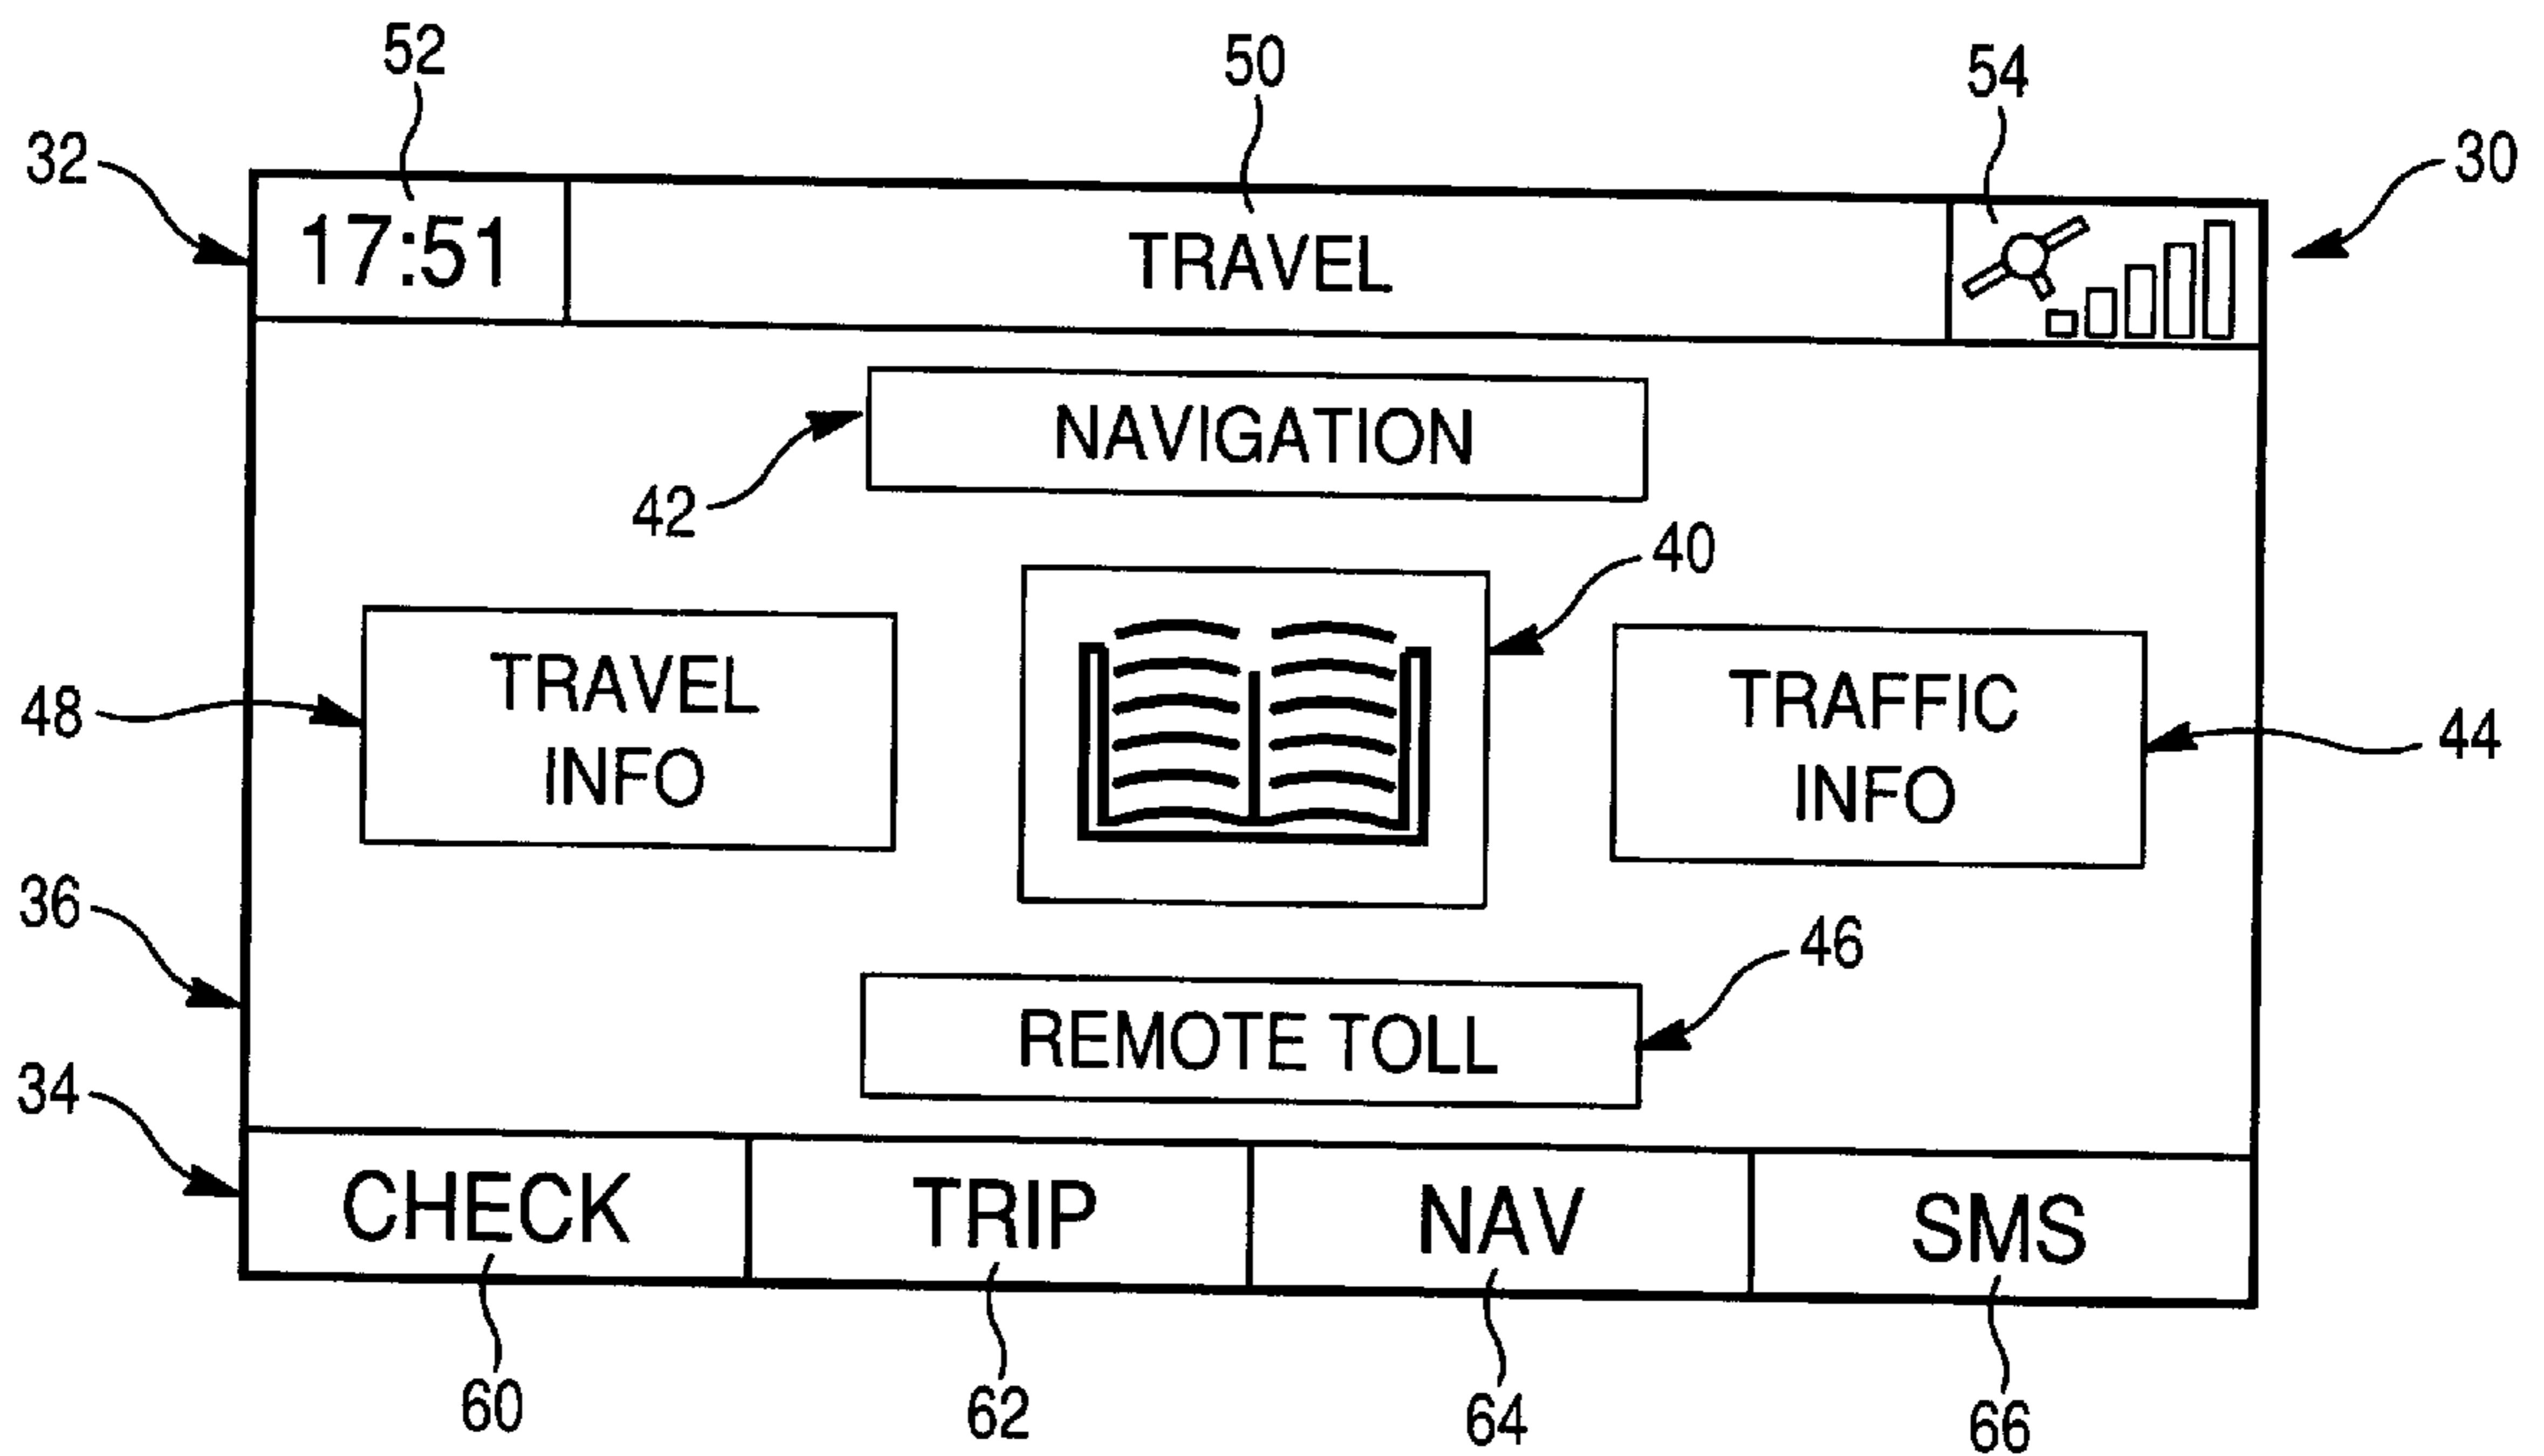 52
50
54
32
30
17:51
TRAVEL
NAVIGATION
42
40
TRAVEL
INFO
48
TRAFFIC
INFO
44
36
46
REMOTE TOLL
34
CHECK
TRIP
NAV
SMS
60
62
64
66